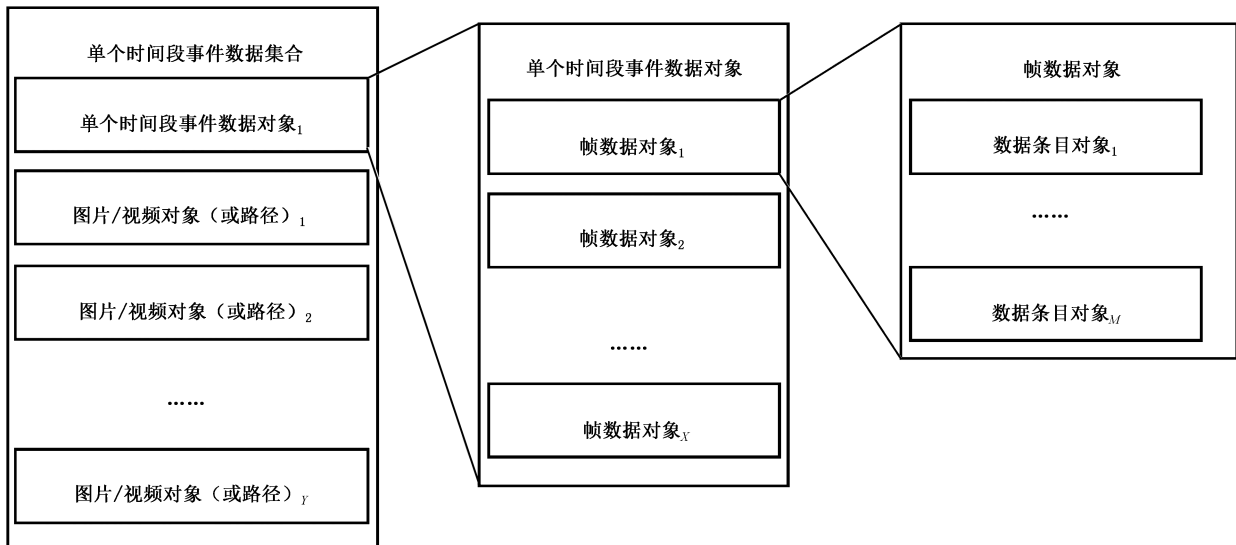 单个时间段事件数据集合
单个时间段事件数据对象1
图片/视频对象（或路径）1
图片/视频对象（或路径）2
……
图片/视频对象（或路径）Y
单个时间段事件数据对象
帧数据对象1
帧数据对象2
……
帧数据对象X
帧数据对象
数据条目对象1
……
数据条目对象M